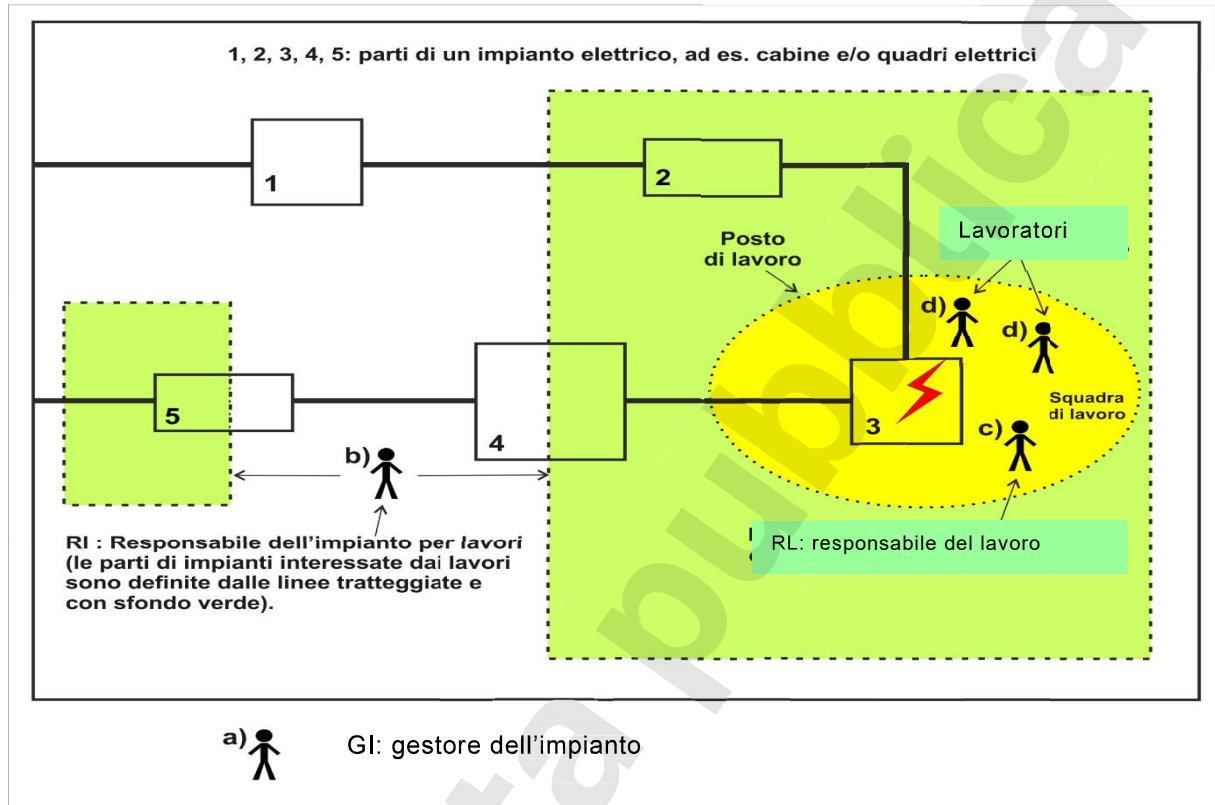 1, 2, 3, 4, 5: parti di un impianto elettrico, ad es. cabine e/o quadri elettrici
1
2
Lavoratori
Posto
di lavoro
d)
d)
5
4
3
Squadra
di lavoro
c)
b)
RI : Responsabile dell'impianto per lavori
(le parti di impianti interessate dai lavori
sono definite dalle linee tratteggiate e
con sfondo verde).
RL: responsabile del lavoro
a)
GI: gestore dell'impianto
ta pubblica